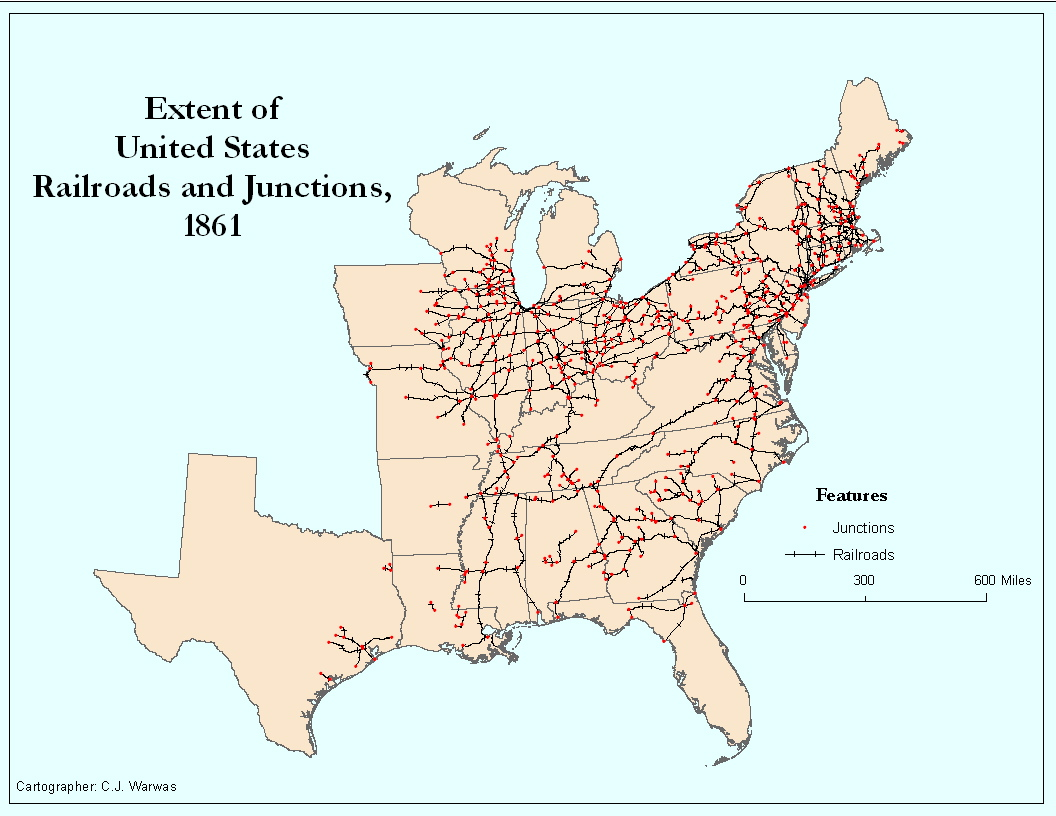 Extent of
United States
Railroads and Junctions,
1861
Features
Junctions
Railroads
0 300 600 Miles
Cartographer: C.J. Warwas